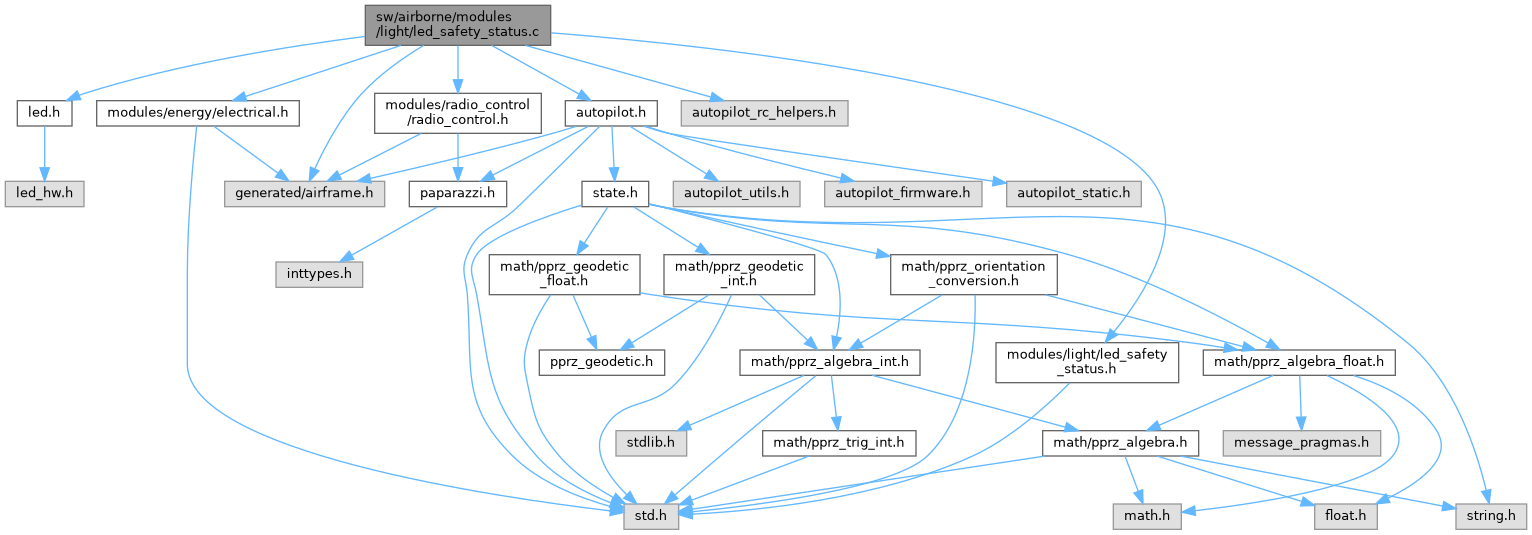 sw/airborne/modules
/light/led_safety_status.c
led.h
modules/energy/electrical.h
modules/radio_control
/radio_control.h
autopilot.h
autopilot_rc_helpers.h
led_hw.h
generated/airframe.h
paparazzi.h
state.h
autopilot_utils.h
autopilot_firmware.h
autopilot_static.h
inttypes.h
math/pprz_geodetic
_float.h
math/pprz_geodetic
_int.h
math/pprz_orientation
_conversion.h
pprz_geodetic.h
math/pprz_algebra_int.h
modules/light/led_safety
_status.h
math/pprz_algebra_float.h
stdlib.h
math/pprz_trig_int.h
math/pprz_algebra.h
message_pragmas.h
std.h
math.h
float.h
string.h